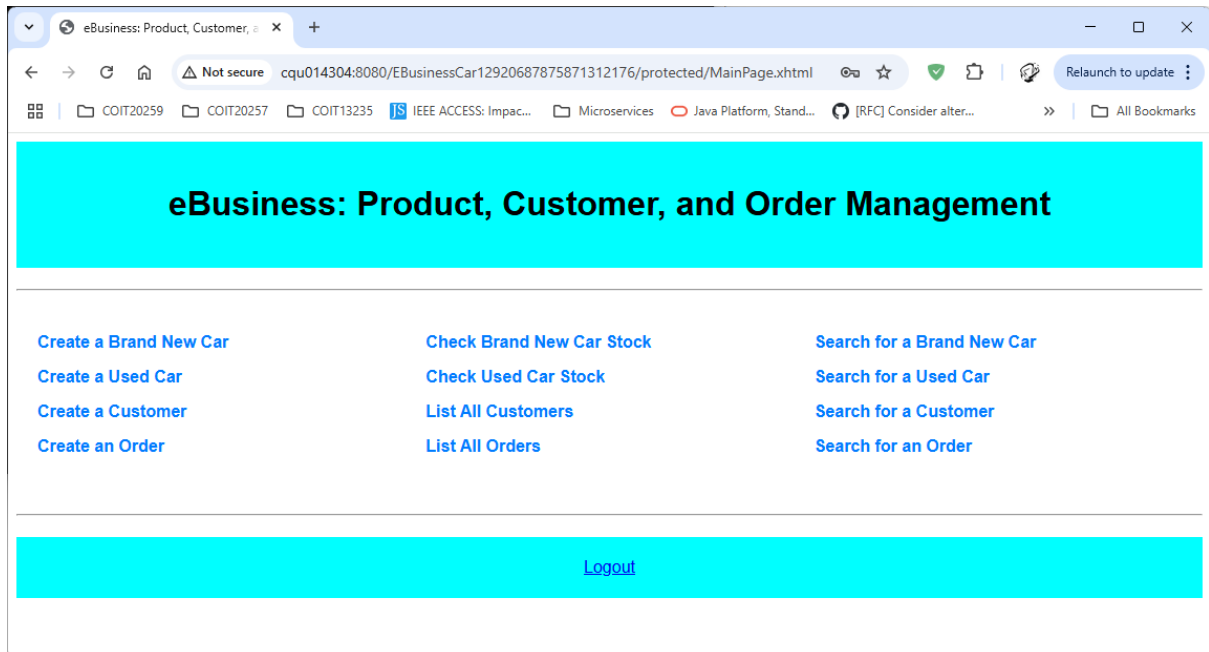 eBusiness: Product, Customer, a
Not secure cqu014304:8080/EBusinessCar12920687875871312176/protected/MainPage.xhtml Relaunch to update
COIT20259 COIT20257 COIT13235 JS IEEE ACCESS: Impac... Microservices Java Platform, Stand... [RFC] Consider alter... All Bookmarks
eBusiness: Product, Customer, and Order Management
Create a Brand New Car Check Brand New Car Stock Search for a Brand New Car
Create a Used Car Check Used Car Stock Search for a Used Car
Create a Customer List All Customers Search for a Customer
Create an Order List All Orders Search for an Order
Logout